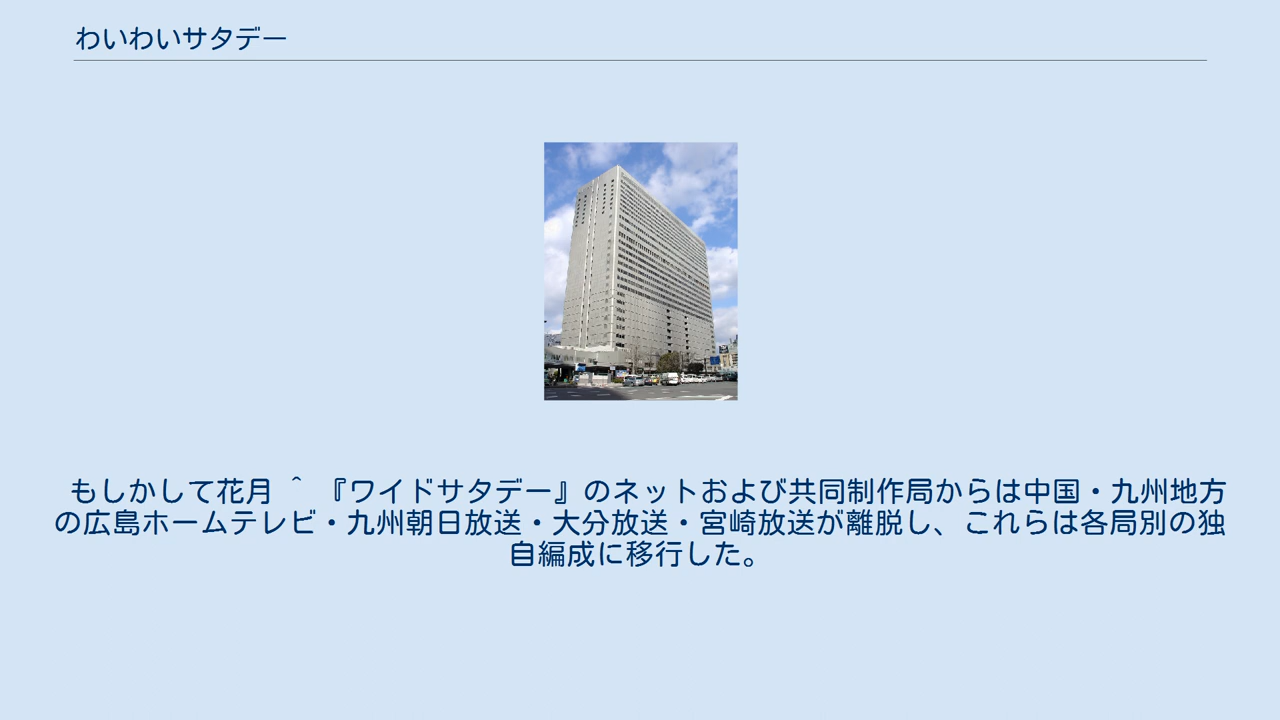 わいわいサタデー
もしかして花月 ＾ 『ワイドサタデー』のネットおよび共同制作局からは中国・九州地方
の広島ホームテレビ・九州朝日放送・大分放送・宮崎放送が離脱し、これらは各局別の独
自編成に移行した。